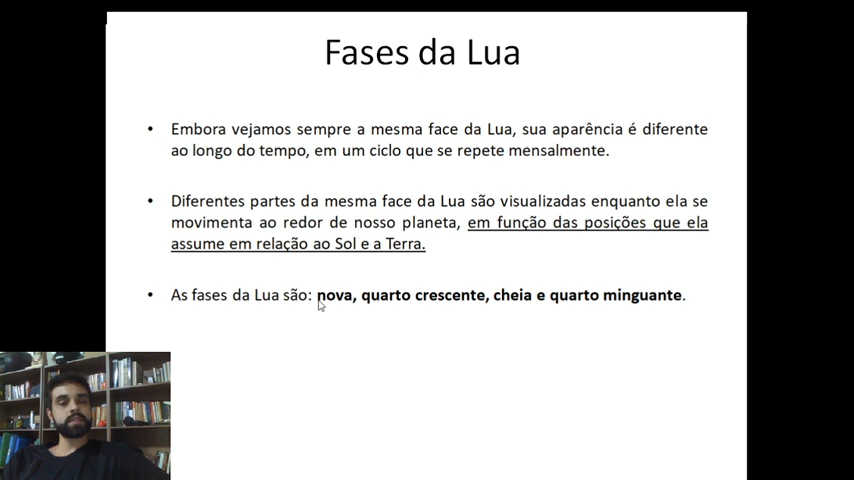 Fases da Lua
• Embora vejamos sempre a mesma face da Lua, sua aparência é diferente
ao longo do tempo, em um ciclo que se repete mensalmente.
• Diferentes partes da mesma face da Lua são visualizadas enquanto ela se
movimenta ao redor de nosso planeta, em função das posições que ela
assume em relação ao Sol e a Terra.
• As fases da Lua são: nova, quarto crescente, cheia e quarto minguante.